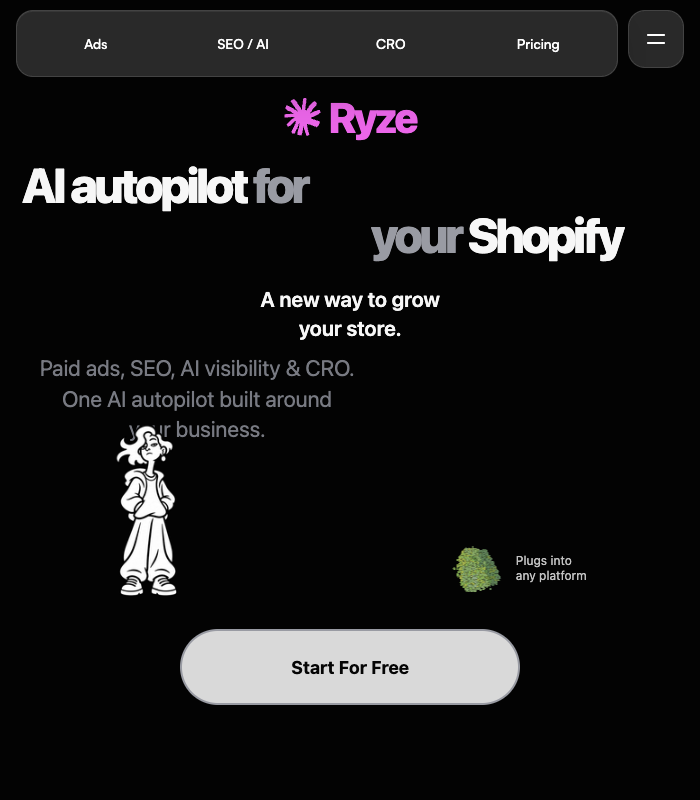 Ads
SEO / AI
CRO
Pricing
Ryze
AI autopilot for
your Shopify
A new way to grow
your store.
Paid ads, SEO, AI visibility & CRO.
One AI autopilot built around
your business.
Plugs into
any platform
Start For Free